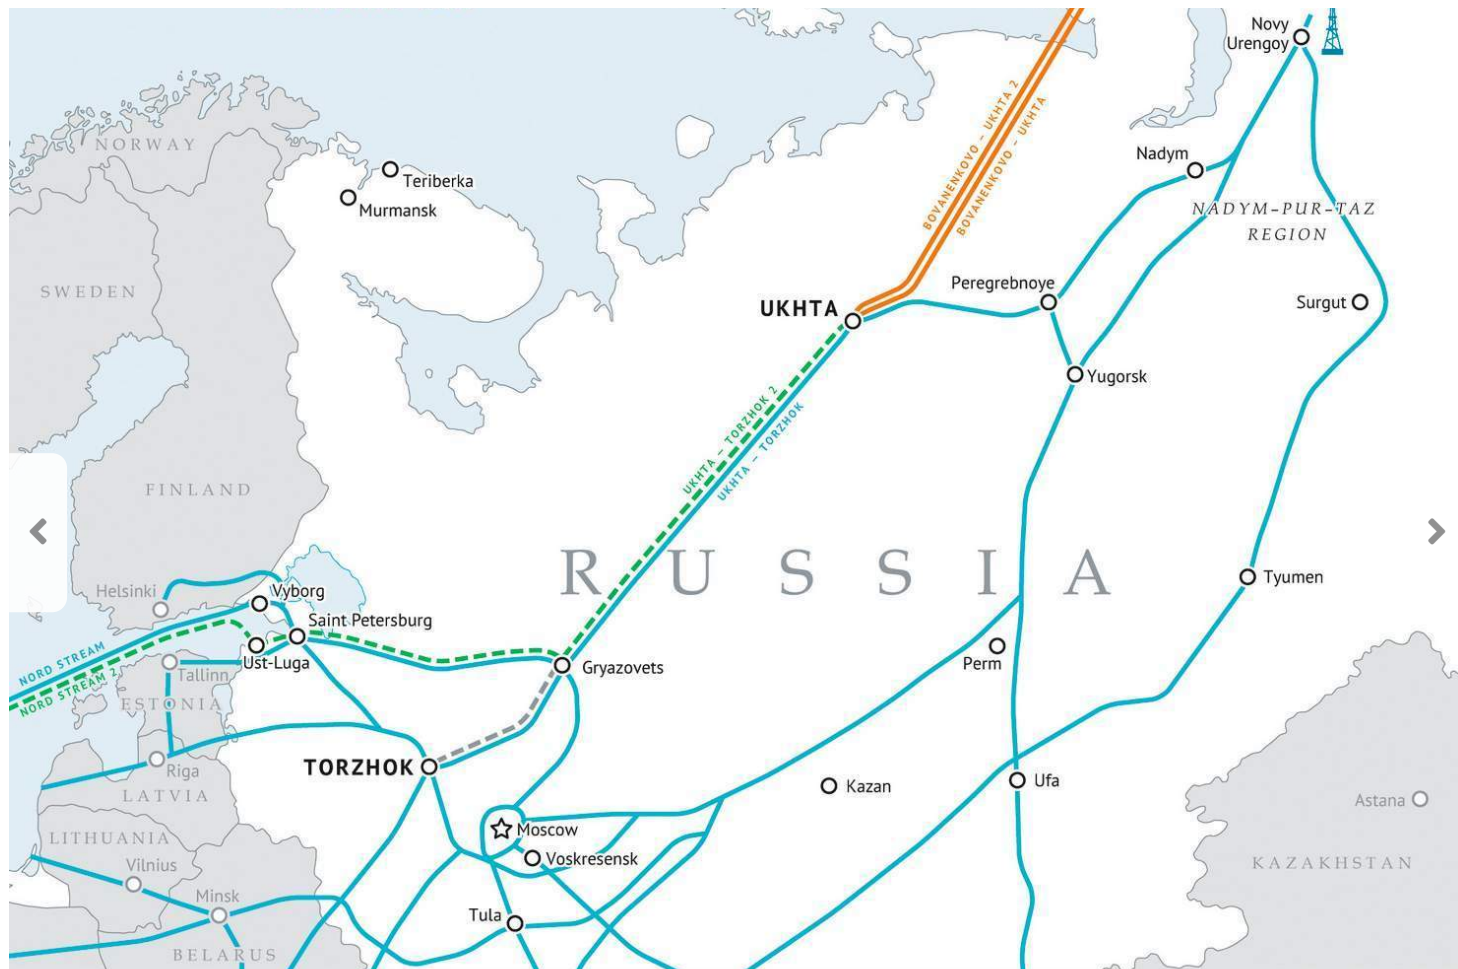 Novy
Urengoy
BOVANENKOVO – UKHTA 2
BOVANENKOVO – UKHTA
NORWAY
Nadym
Teriberka
Murmansk
NADYM–PUR–TAZ
REGION
SWEDEN
Peregrebnoye
Surgut
UKHTA
Yugorsk
UKHTA – TORZHOK 2
UKHTA – TORZHOK
FINLAND
RUSSIA
Tyumen
Helsinki
Vyborg
Saint Petersburg
NORD STREAM
NORD STREAM 2
Ust-Luga
Tallinn
Gryazovets
Perm
ESTONIA
TORZHOK
Riga
Ufa
Kazan
LATVIA
Astana
LITHUANIA
Moscow
Voskresensk
KAZAKHSTAN
Vilnius
Minsk
Tula
BELARUS